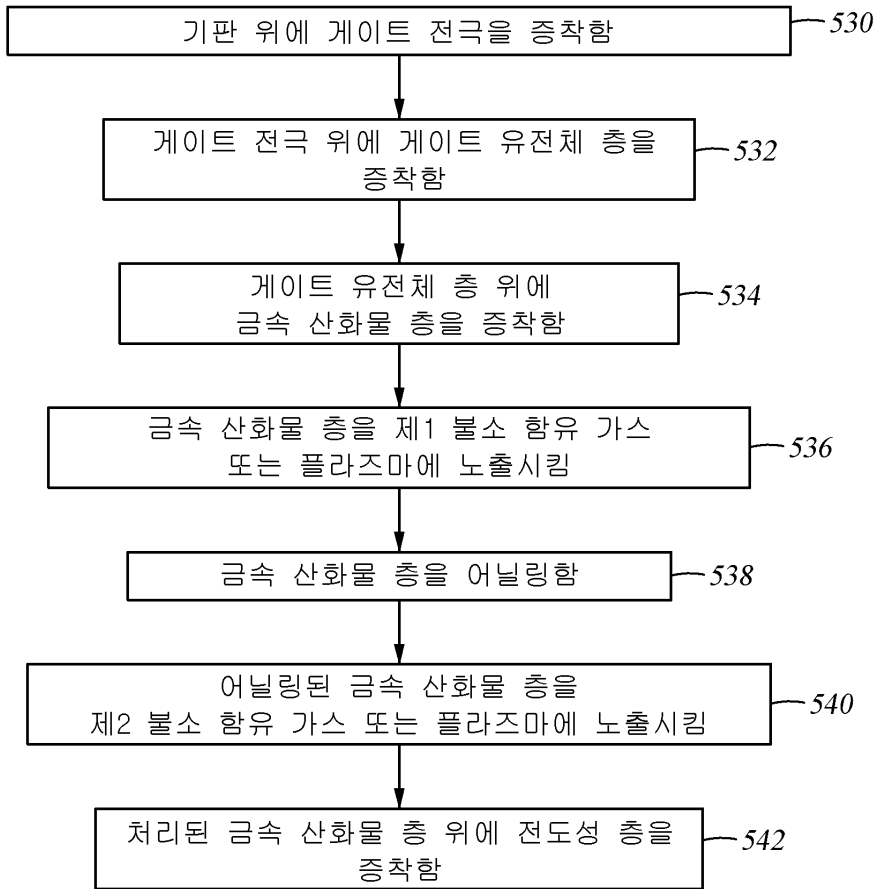 기판 위에 게이트 전극을 증착함
530
게이트 전극 위에 게이트 유전체 층을
증착함
532
게이트 유전체 층 위에
금속 산화물 층을 증착함
534
금속 산화물 층을 제1 불소 함유 가스
또는 플라즈마에 노출시킴
536
금속 산화물 층을 어닐링함
538
어닐링된 금속 산화물 층을
제2 불소 함유 가스 또는 플라즈마에 노출시킴
540
처리된 금속 산화물 층 위에 전도성 층을
증착함
542